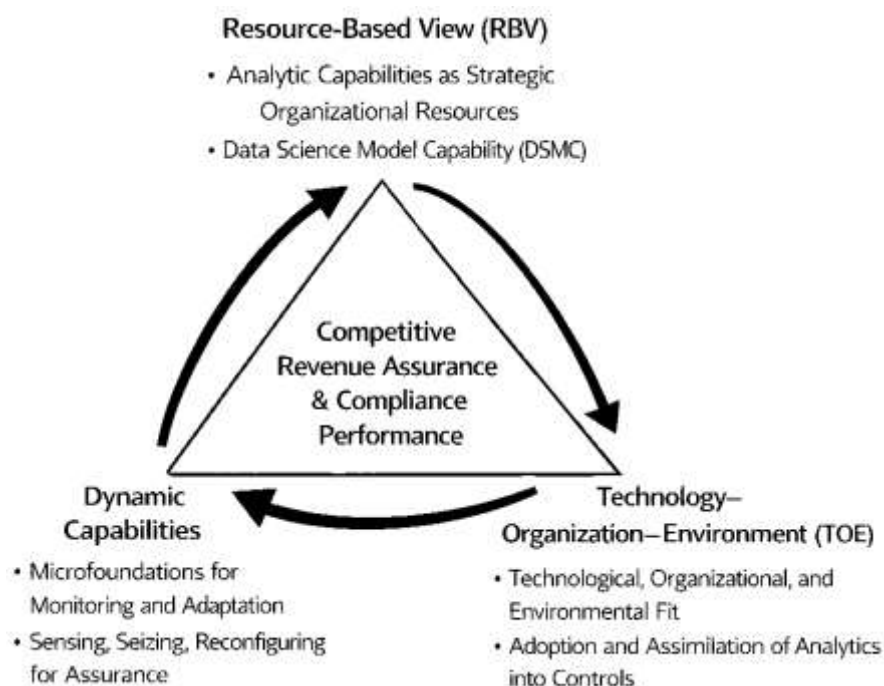 Resource-Based View (RBV)
• Analytic Capabilities as Strategic
Organizational Resources
• Data Science Model Capability (DSMC)
Competitive
Revenue Assurance
& Compliance
Performance
Dynamic
Capabilities
• Microfoundations for
Monitoring and Adaptation
• Sensing, Seizing, Reconfiguring
for Assurance
Technology–
Organization–Environment (TOE)
• Technological, Organizational, and
Environmental Fit
• Adoption and Assimilation of Analytics
into Controls